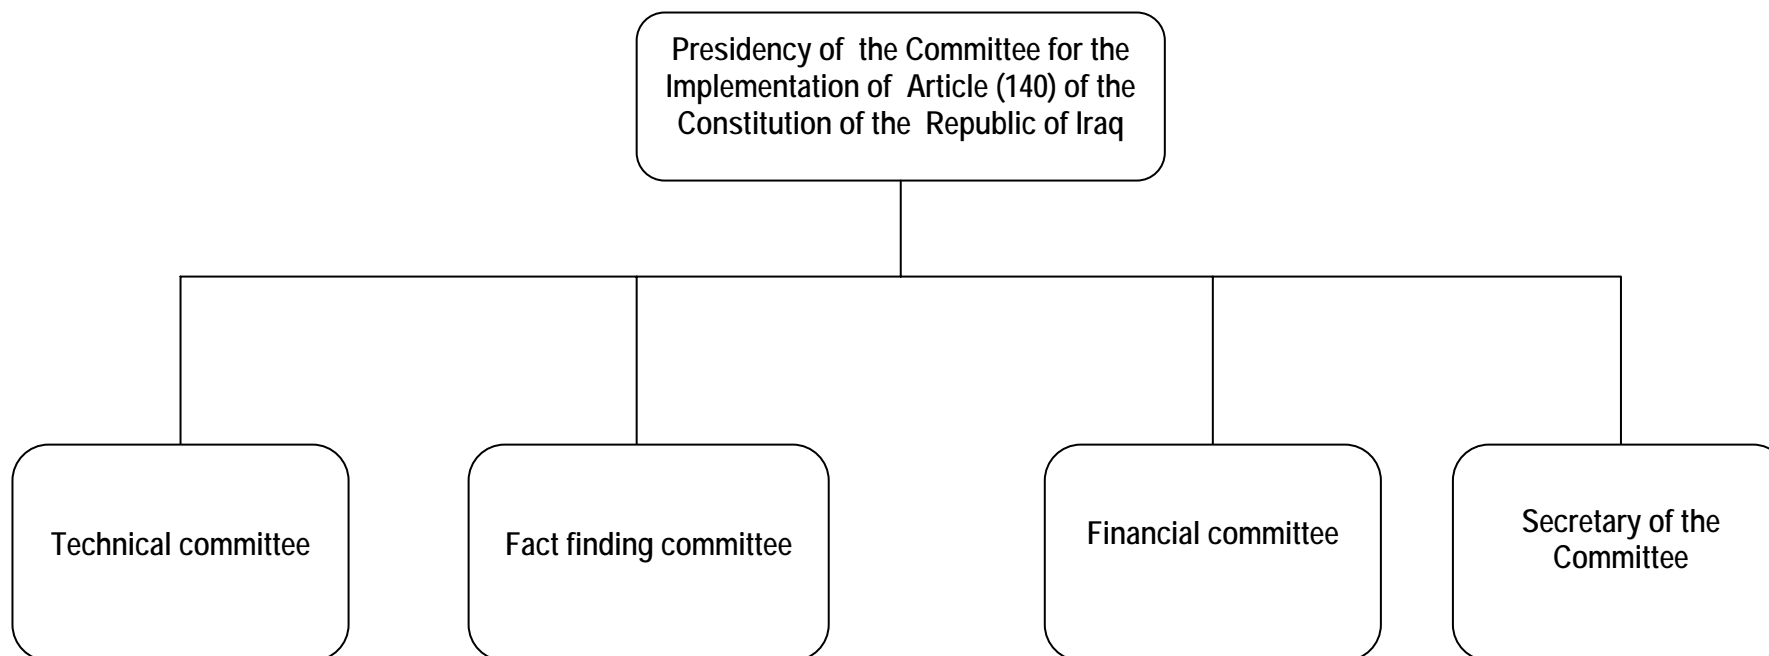 Presidency of the Committee for the
Implementation of Article (140) of the
Constitution of the Republic of Iraq
Technical committee
Fact finding committee
Financial committee
Secretary of the
Committee